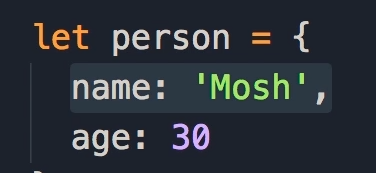 let person = {
name: 'Mosh',
age: 30